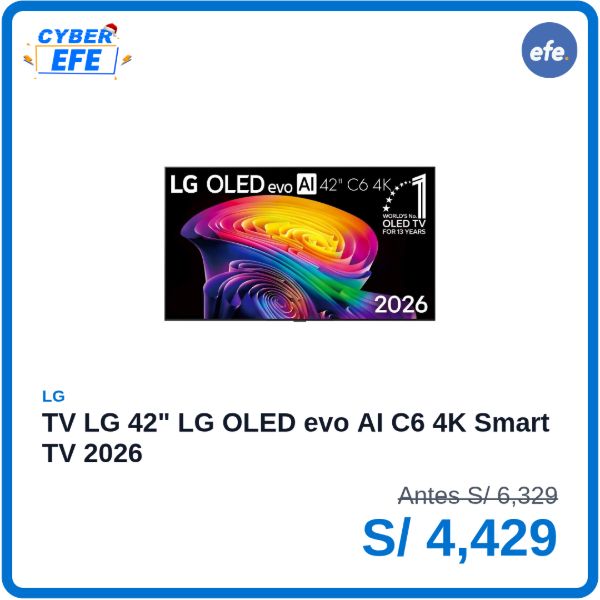 CYBER
EFE
efe.
LG OLED evo AI 42" C6 4K
1
WORLD'S No.
OLED TV
FOR 13 YEARS
2026
LG
TV LG 42" LG OLED evo AI C6 4K Smart
TV 2026
Antes S/ 6,329
S/ 4,429